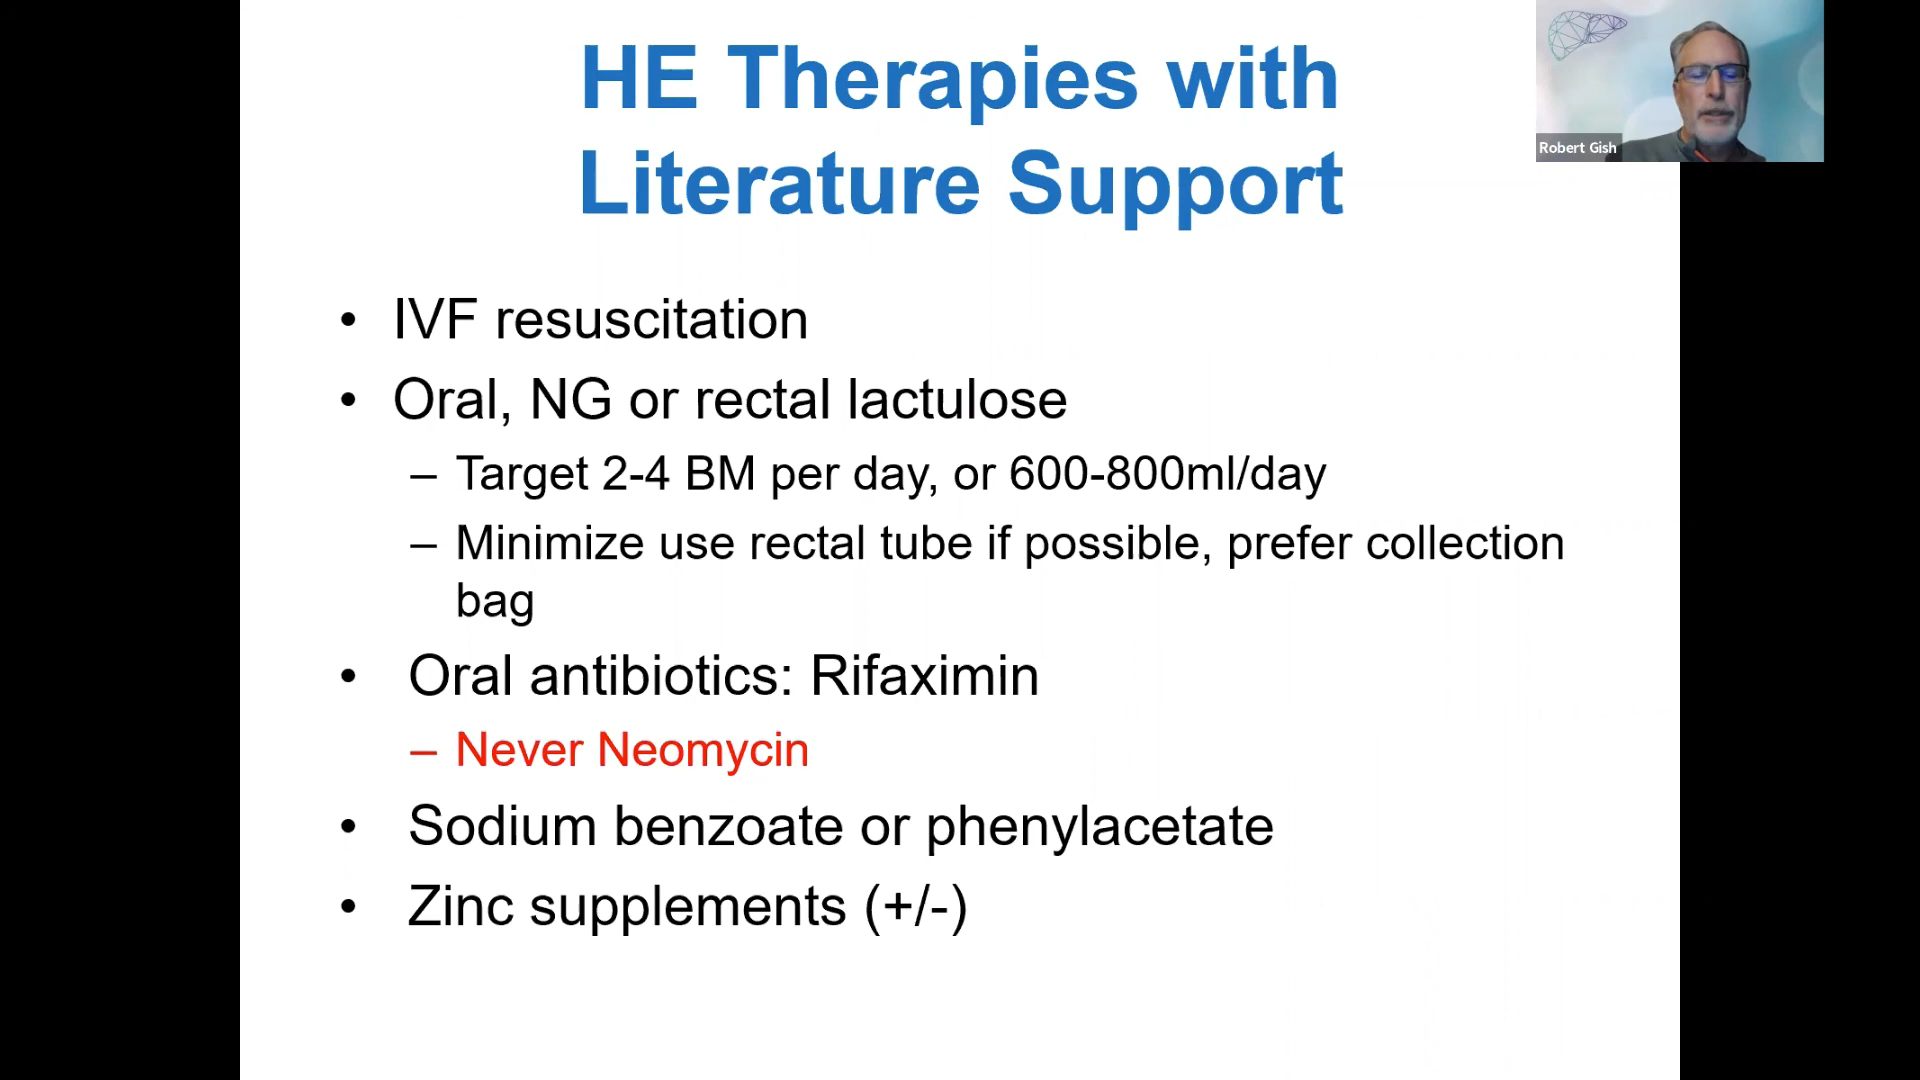 HE Therapies with
Literature Support
Robert Gish
• IVF resuscitation
• Oral, NG or rectal lactulose
– Target 2-4 BM per day, or 600-800ml/day
– Minimize use rectal tube if possible, prefer collection
bag
• Oral antibiotics: Rifaximin
– Never Neomycin
• Sodium benzoate or phenylacetate
• Zinc supplements (+/-)